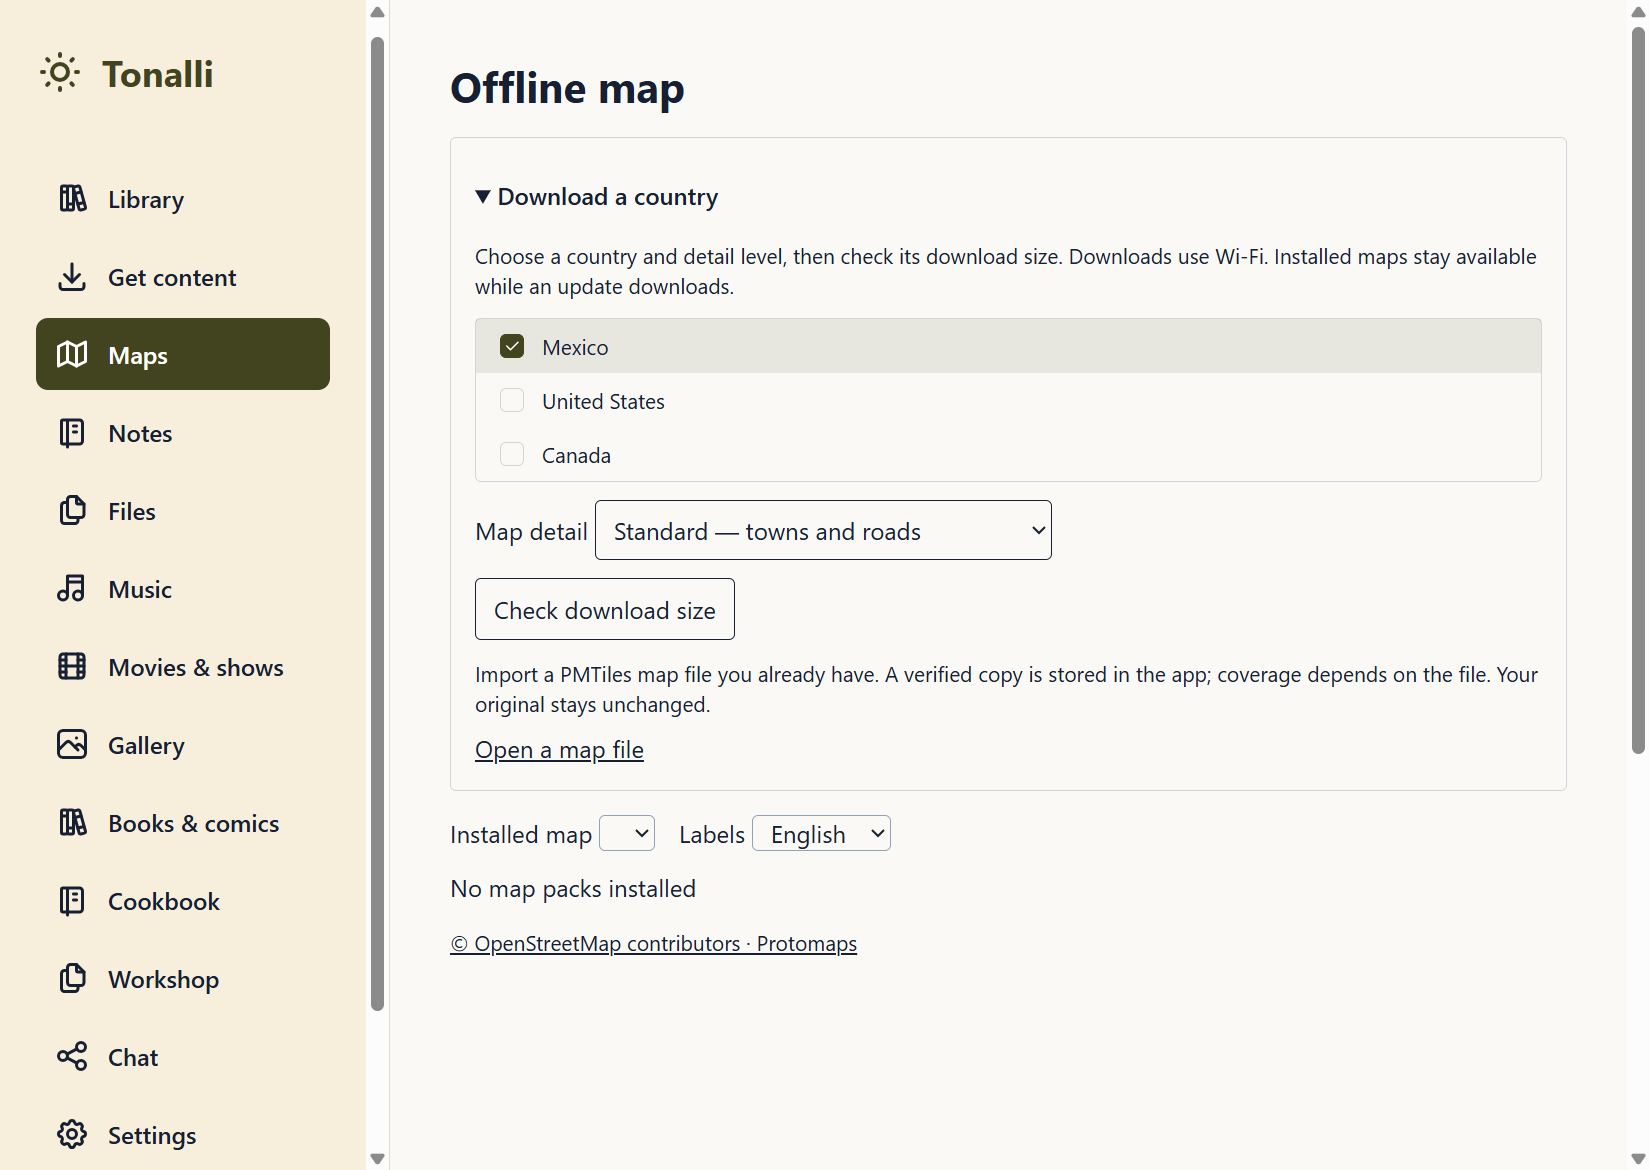 Tonalli
Library
Get content
Maps
Notes
Files
Music
Movies & shows
Gallery
Books & comics
Cookbook
Workshop
Chat
Settings
Offline map
Download a country
Choose a country and detail level, then check its download size. Downloads use Wi-Fi. Installed maps stay available
while an update downloads.
Mexico
United States
Canada
Map detail Standard — towns and roads
Check download size
Import a PMTiles map file you already have. A verified copy is stored in the app; coverage depends on the file. Your
original stays unchanged.
Open a map file
Installed map Labels English
No map packs installed
© OpenStreetMap contributors · Protomaps